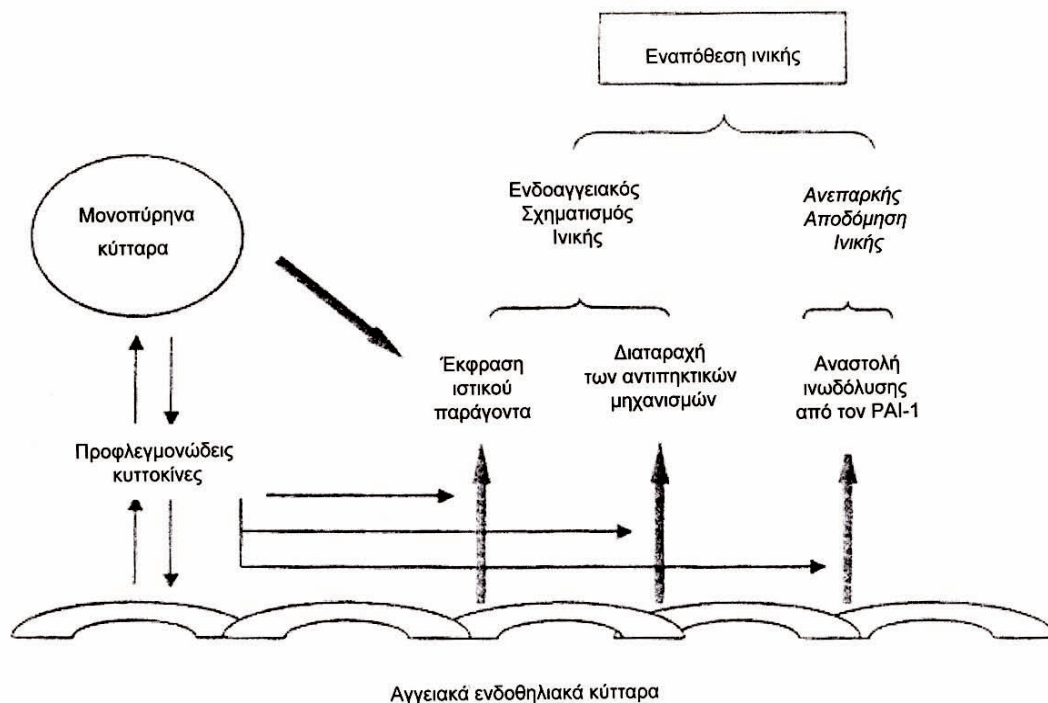 Εναπόθεση ινικής
Ενδοαγγειακός
Σχηματισμός
Ινικής
Ανεπαρκής
Αποδόμηση
Ινικής
Μονοπύρηνα
κύτταρα
Έκφραση
ιστικού
παράγοντα
Διαταραχή
των αντιπηκτικών
μηχανισμών
Αναστολή
ινωδόλυσης
από τον PAI-1
Προφλεγμονώδεις
κυττοκίνες
Αγγειακά ενδοθηλιακά κύτταρα